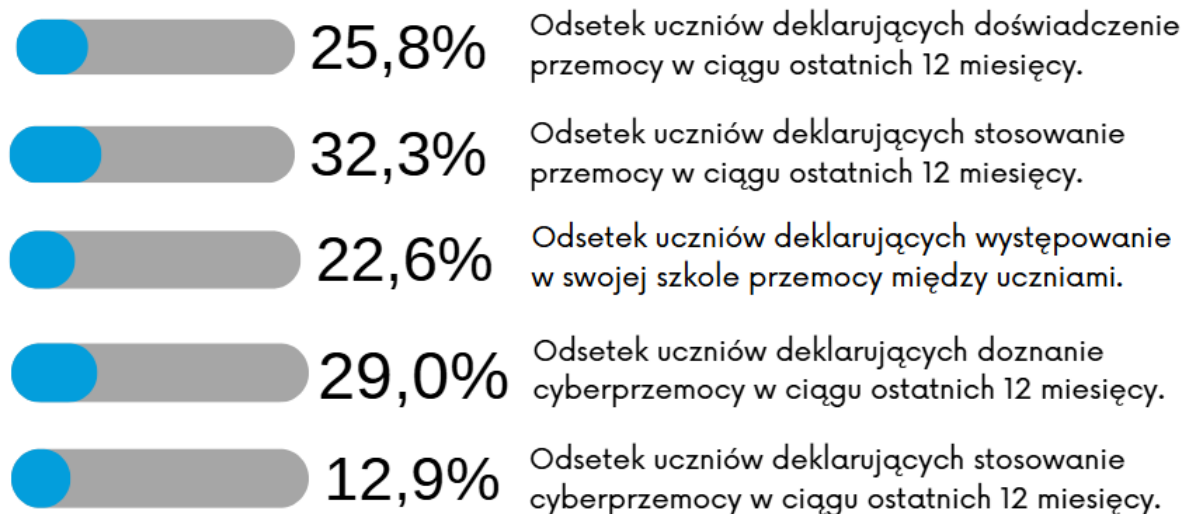 25,8%
Odsetek uczniów deklarujących doświadczenie
przemocy w ciągu ostatnich 12 miesięcy.
32,3%
Odsetek uczniów deklarujących stosowanie
przemocy w ciągu ostatnich 12 miesięcy.
22,6%
Odsetek uczniów deklarujących występowanie
w swojej szkole przemocy między uczniami.
29,0%
Odsetek uczniów deklarujących doznanie
cyberprzemocy w ciągu ostatnich 12 miesięcy.
12,9%
Odsetek uczniów deklarujących stosowanie
cyberprzemocy w ciągu ostatnich 12 miesięcy.